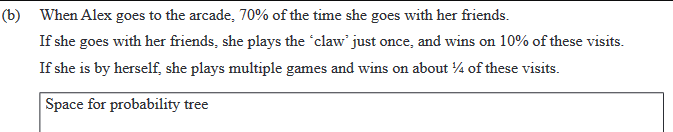 (b) When Alex goes to the arcade, 70% of the time she goes with her friends.
If she goes with her friends, she plays the ‘claw’ just once, and wins on 10% of these visits.
If she is by herself, she plays multiple games and wins on about ¼ of these visits.
Space for probability tree